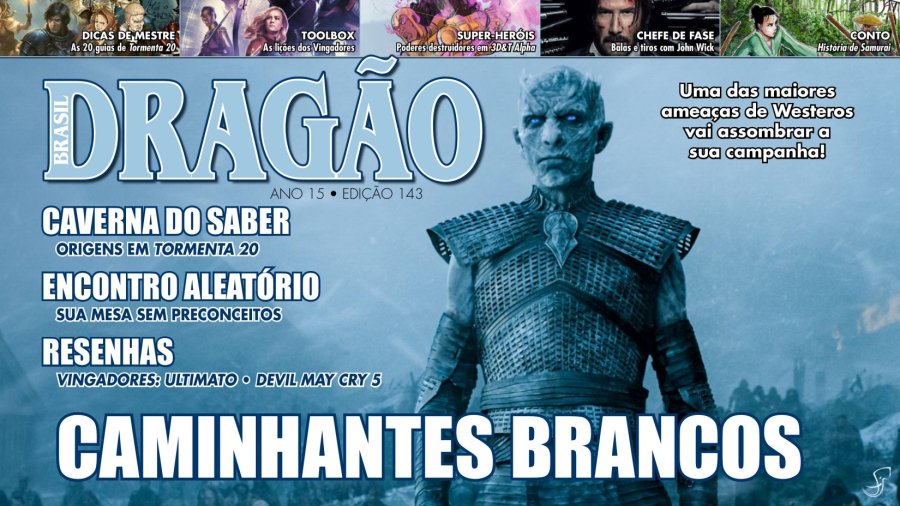 DICAS DE MESTRE
As 20 guias de Tormenta 20
TOOLBOX
As lições dos Vingadores
SUPER-HERÓIS
Poderes destruidores em 3D&T Alpha
CHEFE DE FASE
Balas e tiros com John Wick
CONTO
História de Samurai
BRASIL
DRAGÃO
ANO 15 • EDIÇÃO 143
Uma das maiores
ameaças de Westeros
vai assombrar a
sua campanha!
CAVERNA DO SABER
ORIGENS EM TORMENTA 20
ENCONTRO ALEATÓRIO
SUA MESA SEM PRECONCEITOS
RESENHAS
VINGADORES: ULTIMATO • DEVIL MAY CRY 5
CAMINHANTES BRANCOS